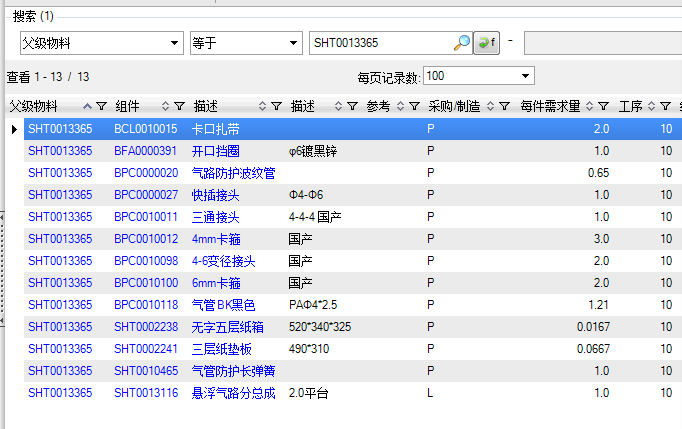 搜索 (1)
父级物料 等于 SHT0013365 f -
查看 1 - 13 / 13 每页记录数: 100
父级物料 组件 描述 描述 参考 采购/制造 每件需求量 工序
SHT0013365 BCL0010015 卡口扎带 P 2.0 10
SHT0013365 BFA0000391 开口挡圈 φ6镀黑锌 P 1.0 10
SHT0013365 BPC0000020 气路防护波纹管 P 0.65 10
SHT0013365 BPC0000027 快插接头 Φ4-Φ6 P 1.0 10
SHT0013365 BPC0010011 三通接头 4-4-4 国产 P 1.0 10
SHT0013365 BPC0010012 4mm卡箍 国产 P 3.0 10
SHT0013365 BPC0010098 4-6变径接头 国产 P 2.0 10
SHT0013365 BPC0010100 6mm卡箍 国产 P 2.0 10
SHT0013365 BPC0010118 气管 BK黑色 PAΦ4*2.5 P 1.21 10
SHT0013365 SHT0002238 无字五层纸箱 520*340*325 P 0.0167 10
SHT0013365 SHT0002241 三层纸垫板 490*310 P 0.0667 10
SHT0013365 SHT0010465 气管防护长弹簧 P 1.0 10
SHT0013365 SHT0013116 悬浮气路分总成 2.0平台 L 1.0 10